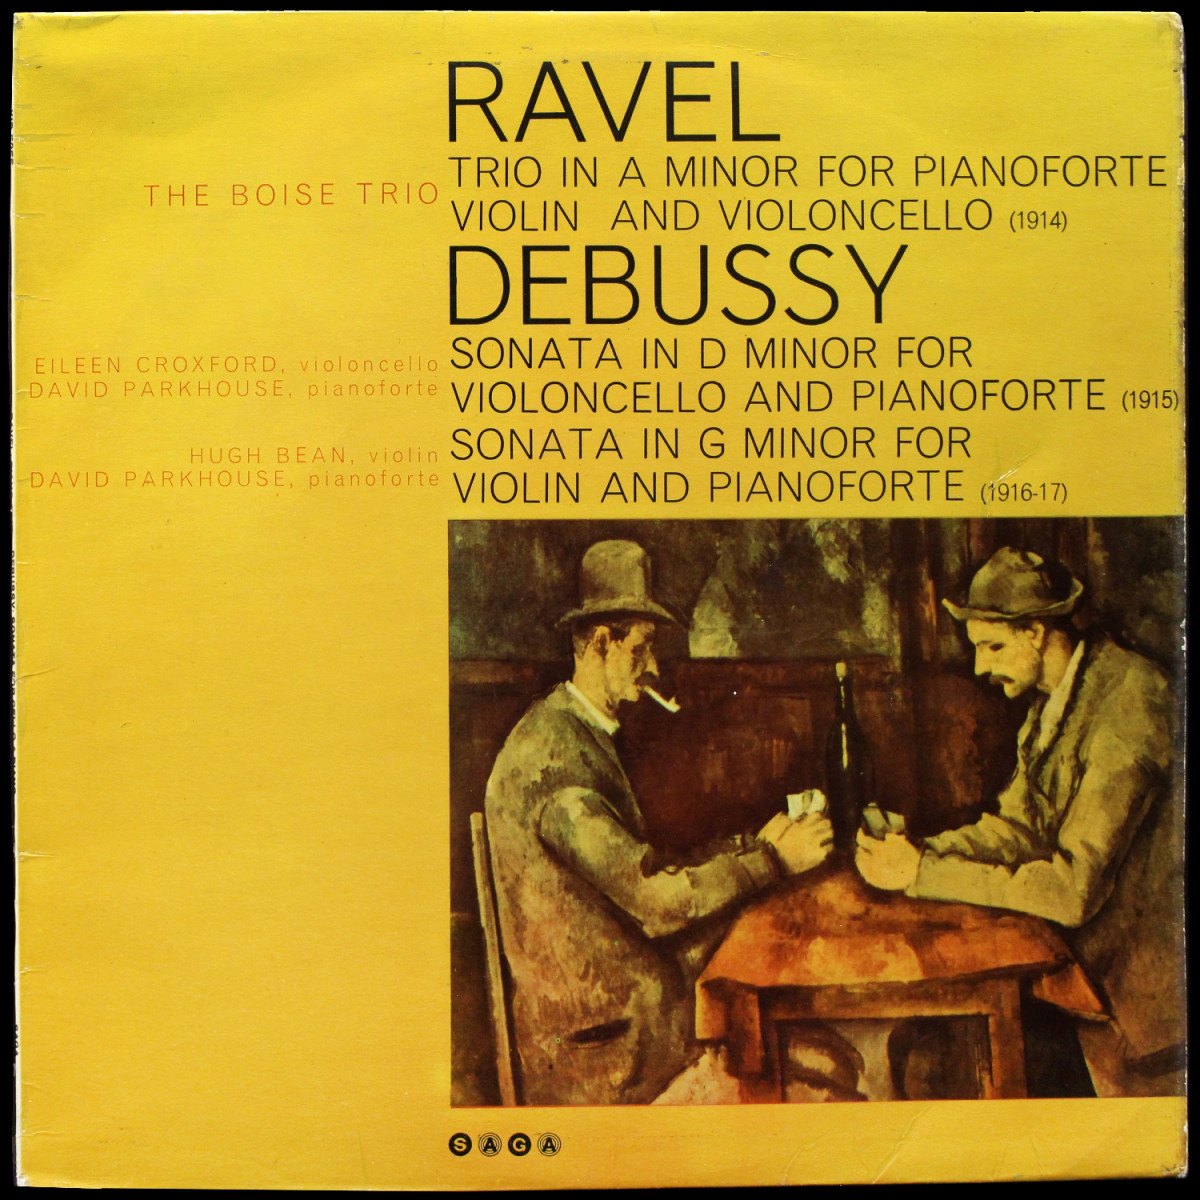 RAVEL
THE BOISE TRIO
TRIO IN A MINOR FOR PIANOFORTE
VIOLIN AND VIOLONCELLO (1914)
DEBUSSY
EILEEN CROXFORD, violoncello
DAVID PARKHOUSE, pianoforte
SONATA IN D MINOR FOR
VIOLONCELLO AND PIANOFORTE (1915)
HUGH BEAN, violin
DAVID PARKHOUSE, pianoforte
SONATA IN G MINOR FOR
VIOLIN AND PIANOFORTE (1916-17)
SAGA